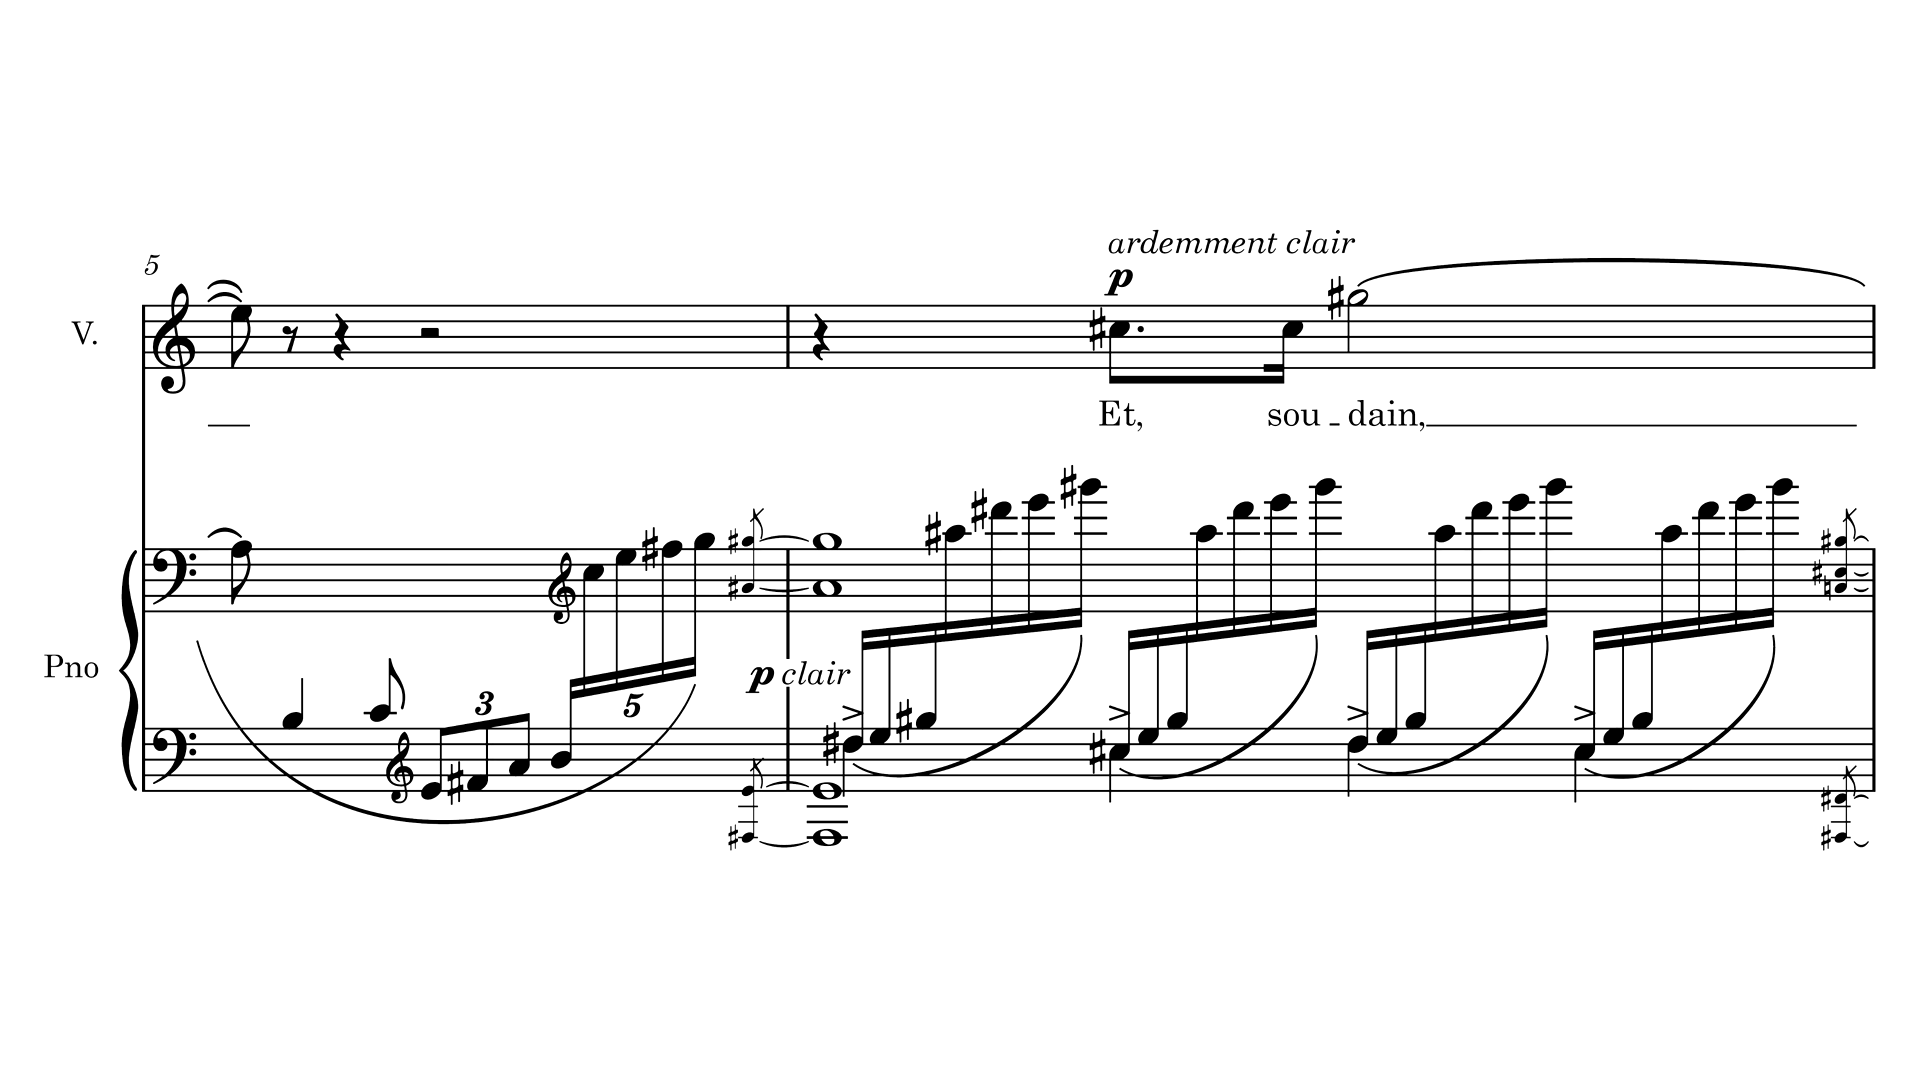 5
ardemment clair
p
V.
Et, sou - dain,
Pno
3
5
p clair